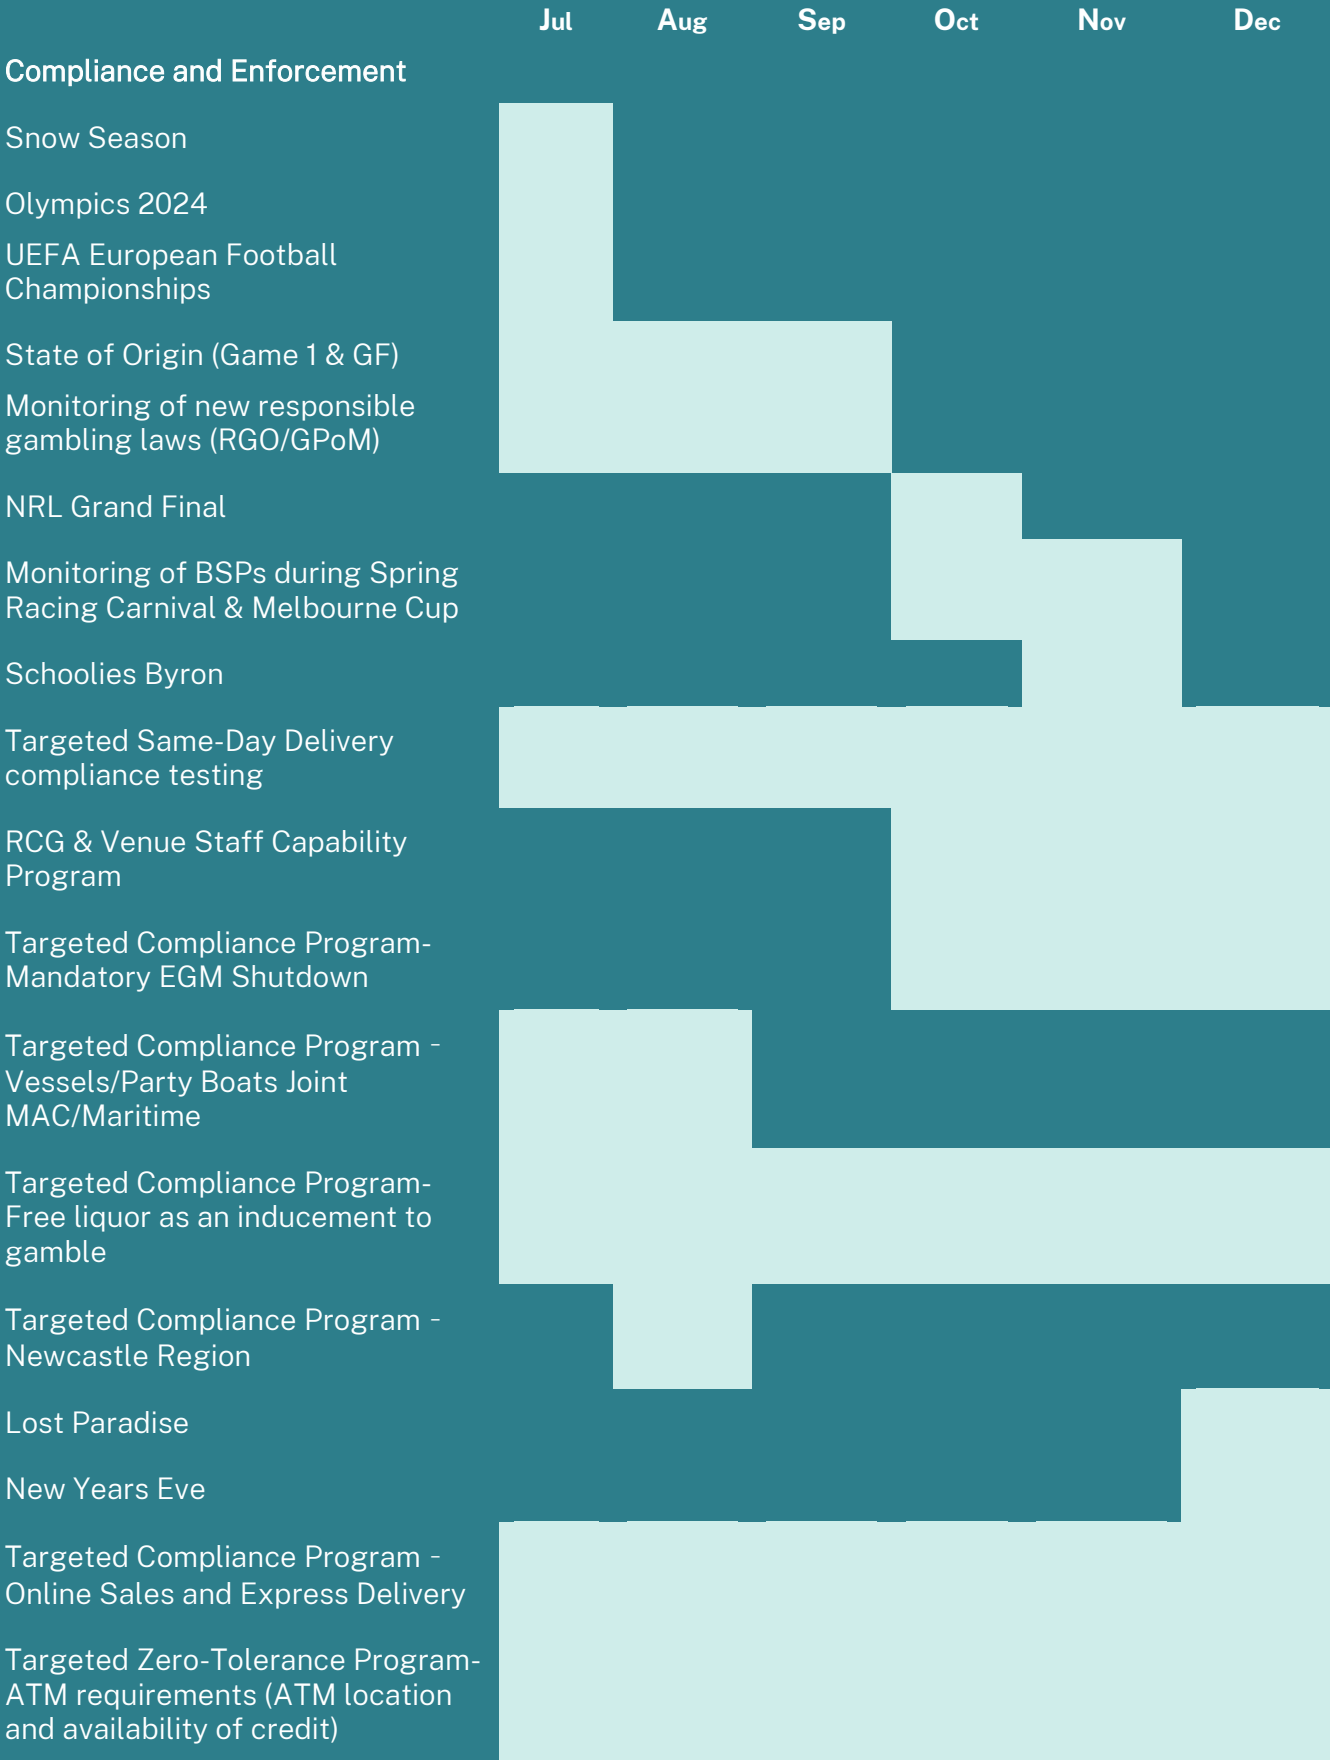 Jul Aug Sep Oct Nov Dec
Compliance and Enforcement
Snow Season
Olympics 2024
UEFA European Football
Championships
State of Origin (Game 1 & GF)
Monitoring of new responsible
gambling laws (RGO/GPoM)
NRL Grand Final
Monitoring of BSPs during Spring
Racing Carnival & Melbourne Cup
Schoolies Byron
Targeted Same-Day Delivery
compliance testing
RCG & Venue Staff Capability
Program
Targeted Compliance Program-
Mandatory EGM Shutdown
Targeted Compliance Program -
Vessels/Party Boats Joint
MAC/Maritime
Targeted Compliance Program-
Free liquor as an inducement to
gamble
Targeted Compliance Program -
Newcastle Region
Lost Paradise
New Years Eve
Targeted Compliance Program -
Online Sales and Express Delivery
Targeted Zero-Tolerance Program-
ATM requirements (ATM location
and availability of credit)